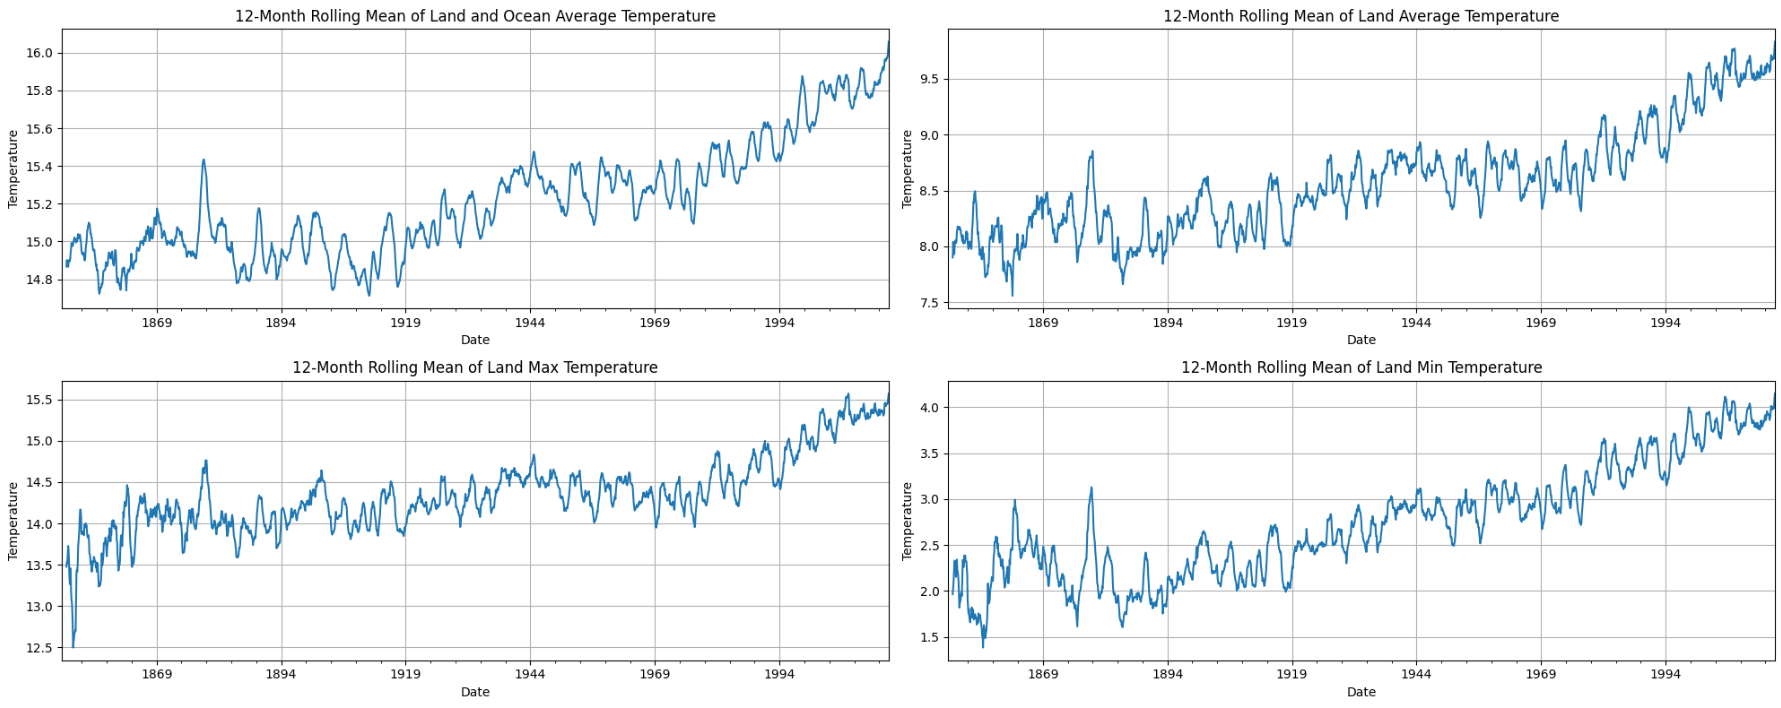 12-Month Rolling Mean of Land and Ocean Average Temperature
16.0
15.8
15.6
15.4
15.2
15.0
14.8
Temperature
1869 1894 1919 1944 1969 1994
Date
12-Month Rolling Mean of Land Average Temperature
9.5
9.0
8.5
8.0
7.5
Temperature
1869 1894 1919 1944 1969 1994
Date
12-Month Rolling Mean of Land Max Temperature
15.5
15.0
14.5
14.0
13.5
13.0
12.5
Temperature
1869 1894 1919 1944 1969 1994
Date
12-Month Rolling Mean of Land Min Temperature
4.0
3.5
3.0
2.5
2.0
1.5
Temperature
1869 1894 1919 1944 1969 1994
Date